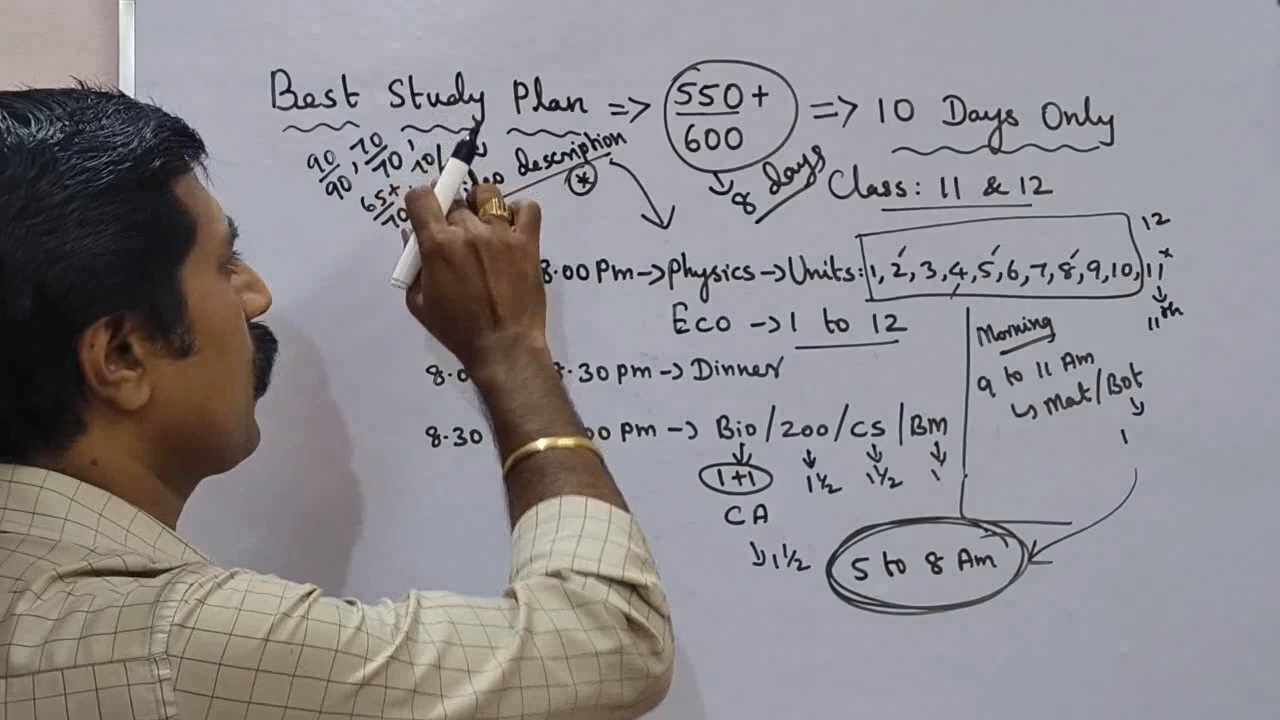 Best Study Plan => 550+/600 => 10 Days Only
90/90, 70/70, 70/
65+/70
description *
8 days
Class: 11 & 12
8.00 Pm → Physics → Units: 1, 2, 3, 4, 5, 6, 7, 8, 9, 10, 11
12
11th
Eco → 1 to 12
8.30 pm → Dinner
8.30 pm → Bio/Zoo/CS/Bm
1+1 1½ 1½ 1
CA
1½
Morning
9 to 11 Am
Mat/Bot
1
5 to 8 Am